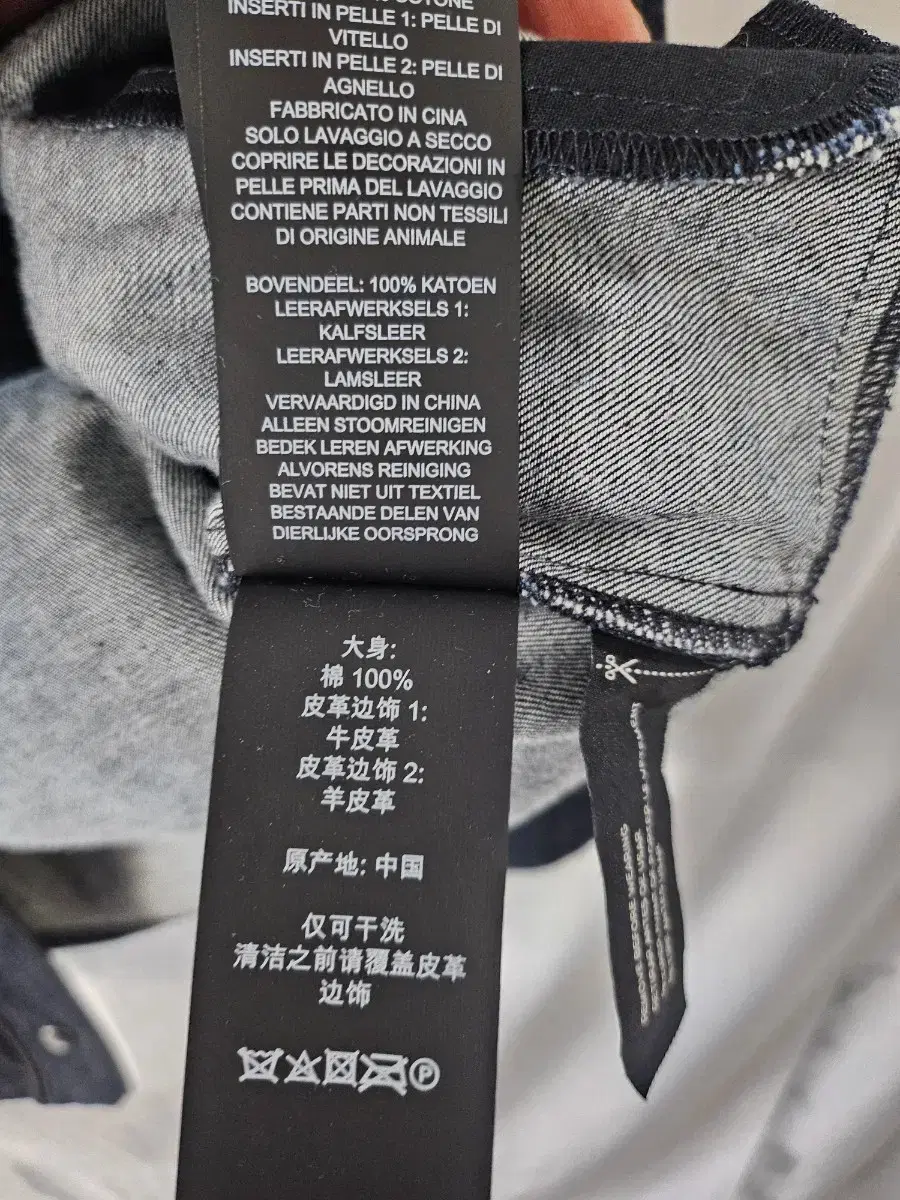 COTONE
INSERTI IN PELLE 1: PELLE DI
VITELLO
INSERTI IN PELLE 2: PELLE DI
AGNELLO
FABBRICATO IN CINA
SOLO LAVAGGIO A SECCO
COPRIRE LE DECORAZIONI IN
PELLE PRIMA DEL LAVAGGIO
CONTIENE PARTI NON TESSILI
DI ORIGINE ANIMALE
BOVENDEEL: 100% KATOEN
LEERAFWERKSELS 1:
KALFSLEER
LEERAFWERKSELS 2:
LAMSLEER
VERVAARDIGD IN CHINA
ALLEEN STOOMREINIGEN
BEDEK LEREN AFWERKING
ALVORENS REINIGING
BEVAT NIET UIT TEXTIEL
BESTAANDE DELEN VAN
DIERLIJKE OORSPRONG
大身:
棉 100%
皮革边饰 1:
牛皮革
皮革边饰 2:
羊皮革
原产地: 中国
仅可干洗
清洁之前请覆盖皮革
边饰
P